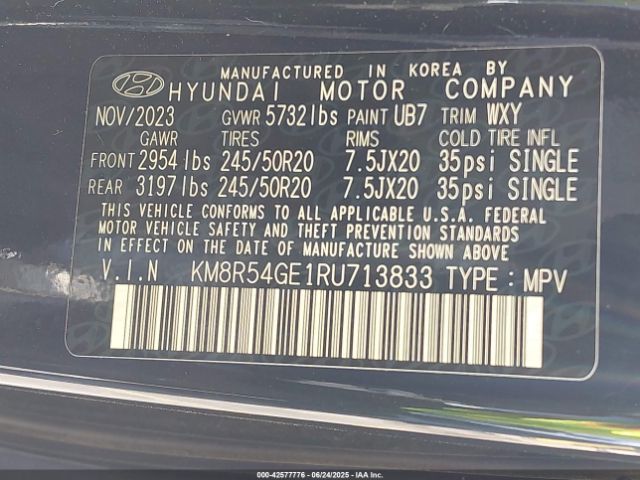 MANUFACTURED IN KOREA BY
HYUNDAI MOTOR COMPANY
NOV/2023 GVWR 5732lbs PAINT UB7 TRIM WXY
GAWR TIRES RIMS COLD TIRE INFL
FRONT 2954lbs 245/50R20 7.5JX20 35psi SINGLE
REAR 3197lbs 245/50R20 7.5JX20 35psi SINGLE
THIS VEHICLE CONFORMS TO ALL APPLICABLE U.S.A. FEDERAL
MOTOR VEHICLE SAFETY AND THEFT PREVENTION STANDARDS
IN EFFECT ON THE DATE OF MANUFACTURE SHOWN ABOVE.
V.I.N KM8R54GE1RU713833 TYPE : MPV
000-42577776 - 06/24/2025 - IAA Inc.